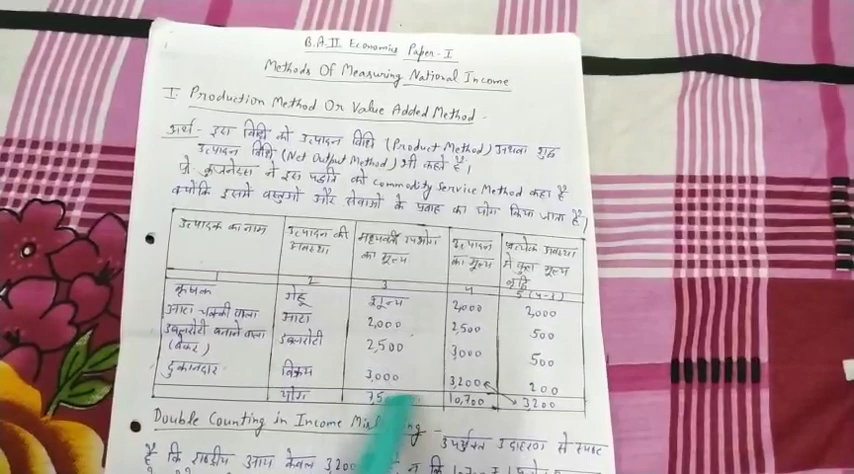 B.A.II. Economics Paper-I
Methods Of Measuring National Income
I. Production Method Or Value Added Method -
अर्थ - इस विधि को उत्पादन विधि (Product Method) अथवा शुद्ध
उत्पादन विधि (Net Output Method) भी कहते हैं।
प्रो कुजनेट्स ने इस पद्दति को Commodity Service Method कहा है
क्योंकि इसमें वस्तुओं और सेवाओं के प्रवाह का योग किया जाता है।
उत्पादक का नाम उत्पादन की अवस्था मध्यवर्ती उपभोग का मूल्य उत्पादन का मूल्य प्रत्येक अवस्था में कुल मूल्य वृद्धि
1 2 3 4 5 (4-3)
कृषक गेहूं शून्य 2,000 2,000
आटा चक्की वाला आटा 2,000 2,500 500
डबलरोटी बनाने वाला (बेकर) डबलरोटी 2,500 3,000 500
दुकानदार विक्रय 3,000 3,200 200
योग 10,700 3,200
Double Counting in Income उपर्युक्त उदाहरण से स्पष्ट
है कि राष्ट्रीय आय केवल 3,200 न कि